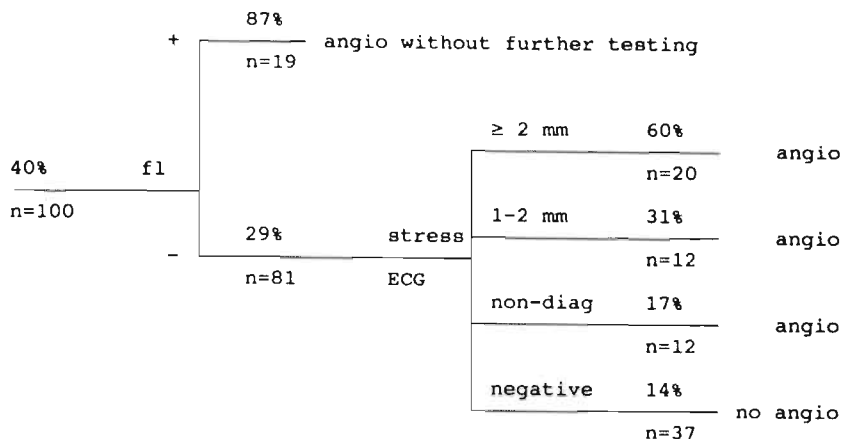 87%
+ angio without further testing
n=19
≥ 2 mm 60%
angio
40% fl
n=20
n=100
1-2 mm 31%
29% stress
angio
-
n=12
n=81 ECG
non-diag 17%
angio
n=12
negative 14%
no angio
n=37